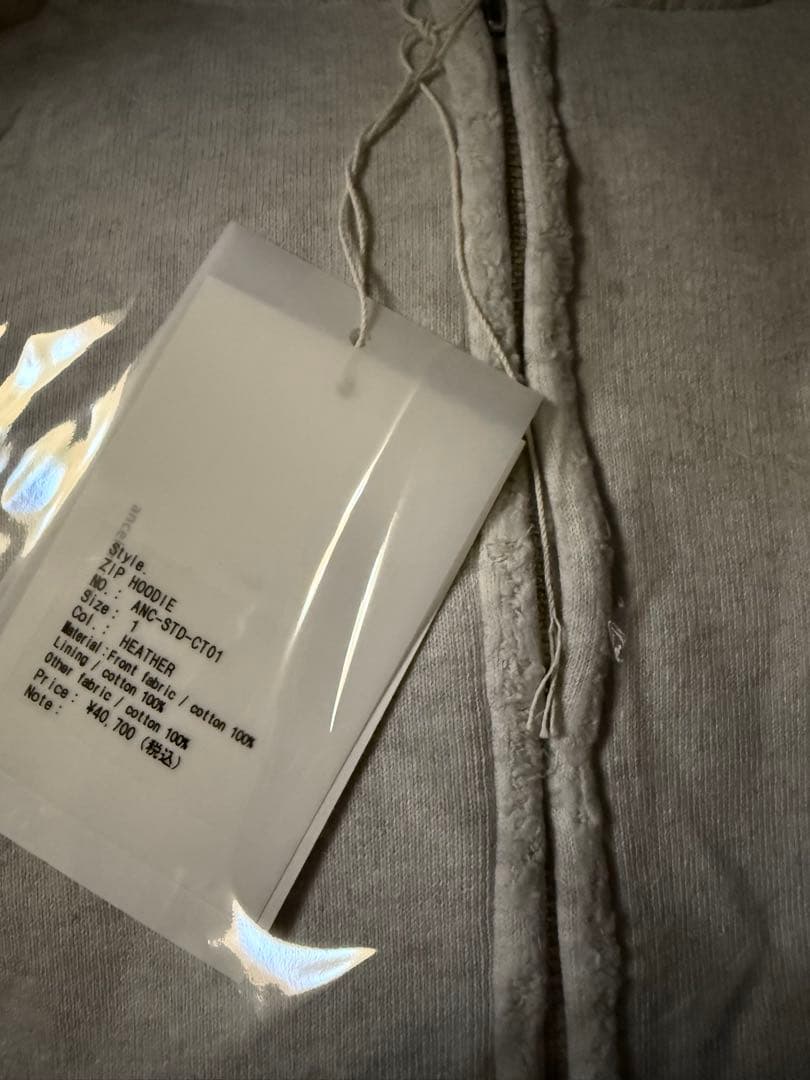 Style.
ZIP HOODIE
NO.: ANC-STD-CT01
Size: 1
Col.: HEATHER
Material:Front fabric / cotton 100%
Lining / cotton 100%
Other fabric / cotton 100%
Price: ¥40,700 (税込)
Note: